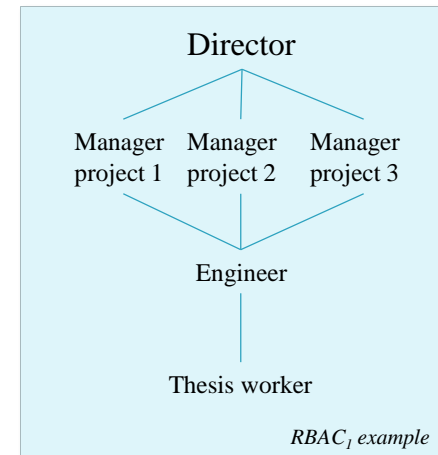 Director
Manager Manager Manager
project 1 project 2 project 3
Engineer
Thesis worker
RBAC₁ example